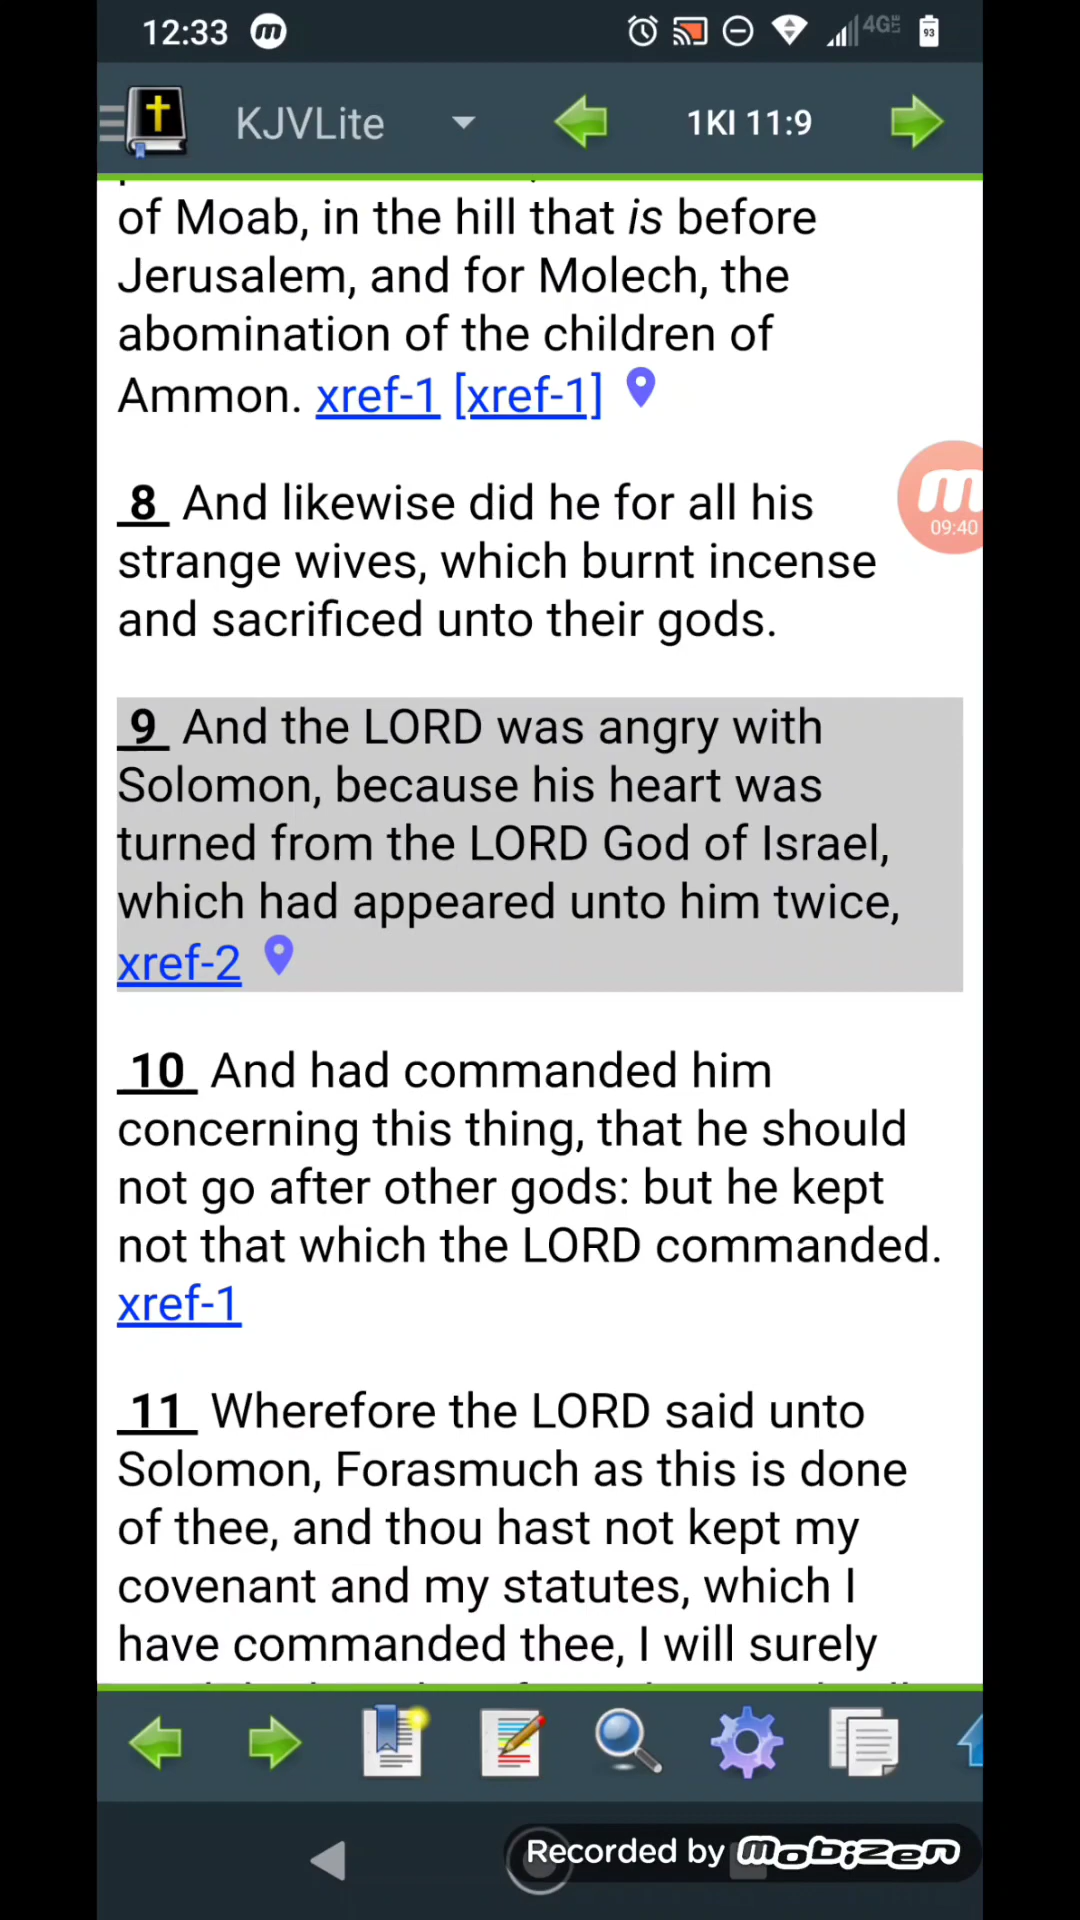 12:33
4G LTE
93
KJVLite
1KI 11:9
of Moab, in the hill that is before
Jerusalem, and for Molech, the
abomination of the children of
Ammon. xref-1 [xref-1]
8 And likewise did he for all his
strange wives, which burnt incense
and sacrificed unto their gods.
09:40
9 And the LORD was angry with
Solomon, because his heart was
turned from the LORD God of Israel,
which had appeared unto him twice,
xref-2
10 And had commanded him
concerning this thing, that he should
not go after other gods: but he kept
not that which the LORD commanded.
xref-1
11 Wherefore the LORD said unto
Solomon, Forasmuch as this is done
of thee, and thou hast not kept my
covenant and my statutes, which I
have commanded thee, I will surely
Recorded by mobizen